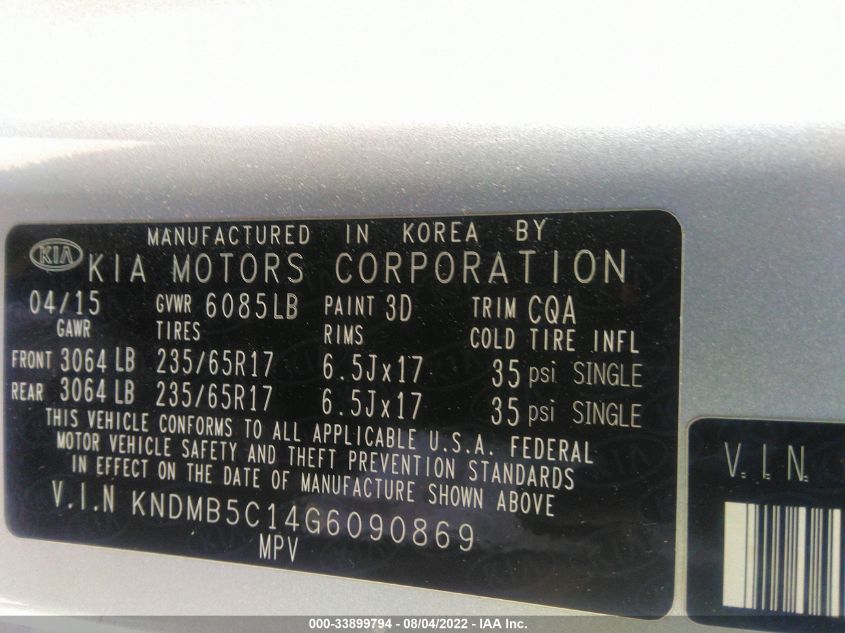 MANUFACTURED IN KOREA BY
KIA KIA MOTORS CORPORATION
04/15 GVWR 6085LB PAINT 3D TRIM CQA
GAWR TIRES RIMS COLD TIRE INFL
FRONT 3064 LB 235/65R17 6.5Jx17 35 psi SINGLE
REAR 3064 LB 235/65R17 6.5Jx17 35 psi SINGLE
THIS VEHICLE CONFORMS TO ALL APPLICABLE U.S.A. FEDERAL
MOTOR VEHICLE SAFETY AND THEFT PREVENTION STANDARDS
IN EFFECT ON THE DATE OF MANUFACTURE SHOWN ABOVE
V.I.N KNDMB5C14G6090869
MPV
V.I.N.
000-33899794 - 08/04/2022 - IAA Inc.